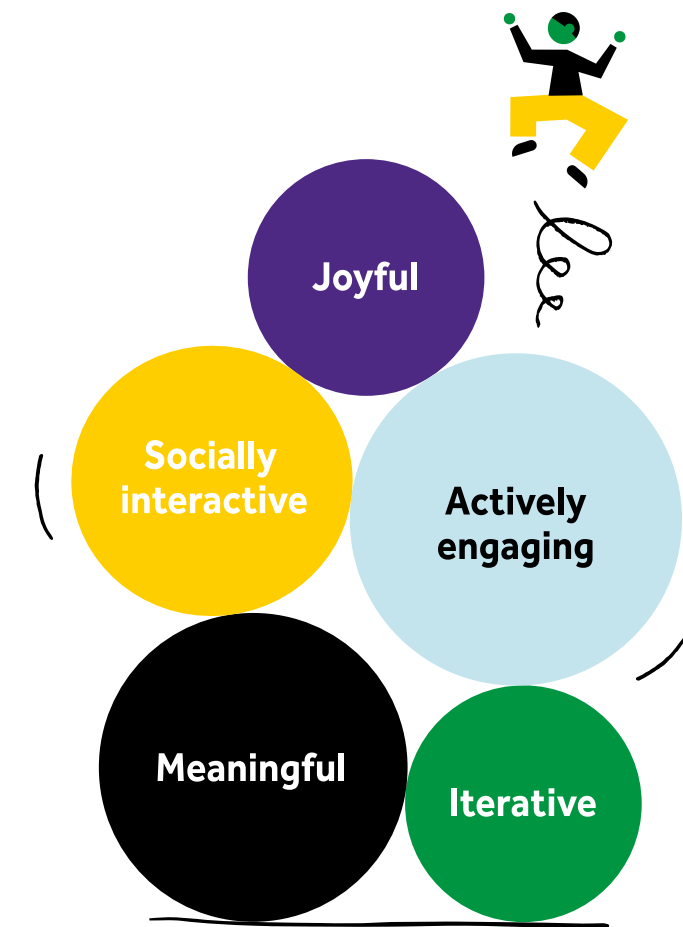 Joyful
Socially
interactive
Actively
engaging
Meaningful
Iterative